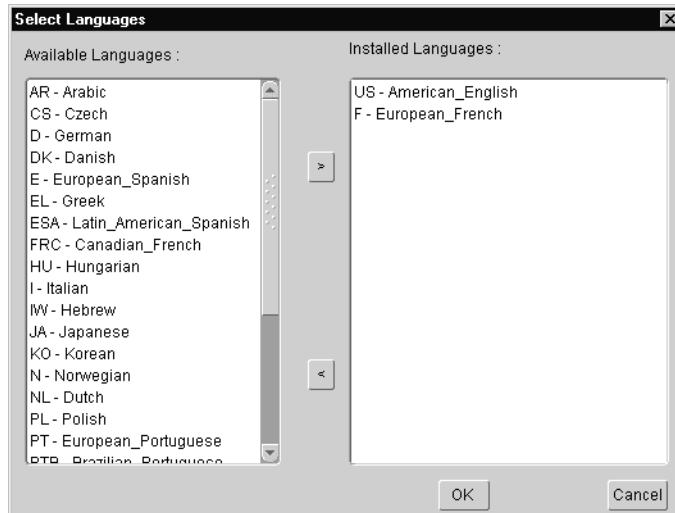 Select Languages
Available Languages :
Installed Languages :
AR - Arabic
CS - Czech
D - German
DK - Danish
E - European_Spanish
EL - Greek
ESA - Latin_American_Spanish
FRC - Canadian_French
HU - Hungarian
I - Italian
IW - Hebrew
JA - Japanese
KO - Korean
N - Norwegian
NL - Dutch
PL - Polish
PT - European_Portuguese
PTB - Brazilian_Portuguese
US - American_English
F - European_French
>
<
OK
Cancel